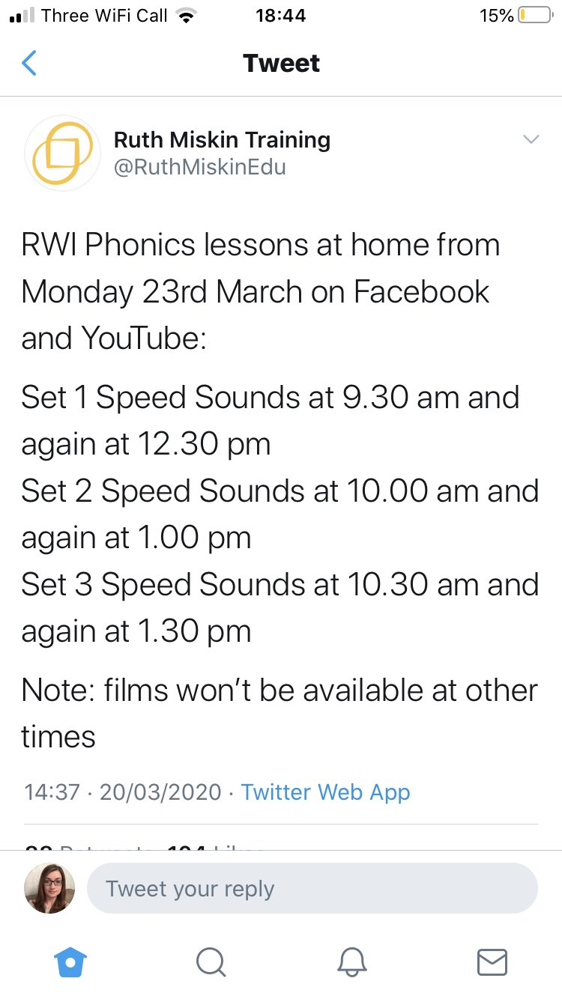 Three WiFi Call
18:44
15%
Tweet
Ruth Miskin Training
@RuthMiskinEdu
RWI Phonics lessons at home from
Monday 23rd March on Facebook
and YouTube:
Set 1 Speed Sounds at 9.30 am and
again at 12.30 pm
Set 2 Speed Sounds at 10.00 am and
again at 1.00 pm
Set 3 Speed Sounds at 10.30 am and
again at 1.30 pm
Note: films won’t be available at other
times
14:37 · 20/03/2020 · Twitter Web App
Retweets Likes
Tweet your reply